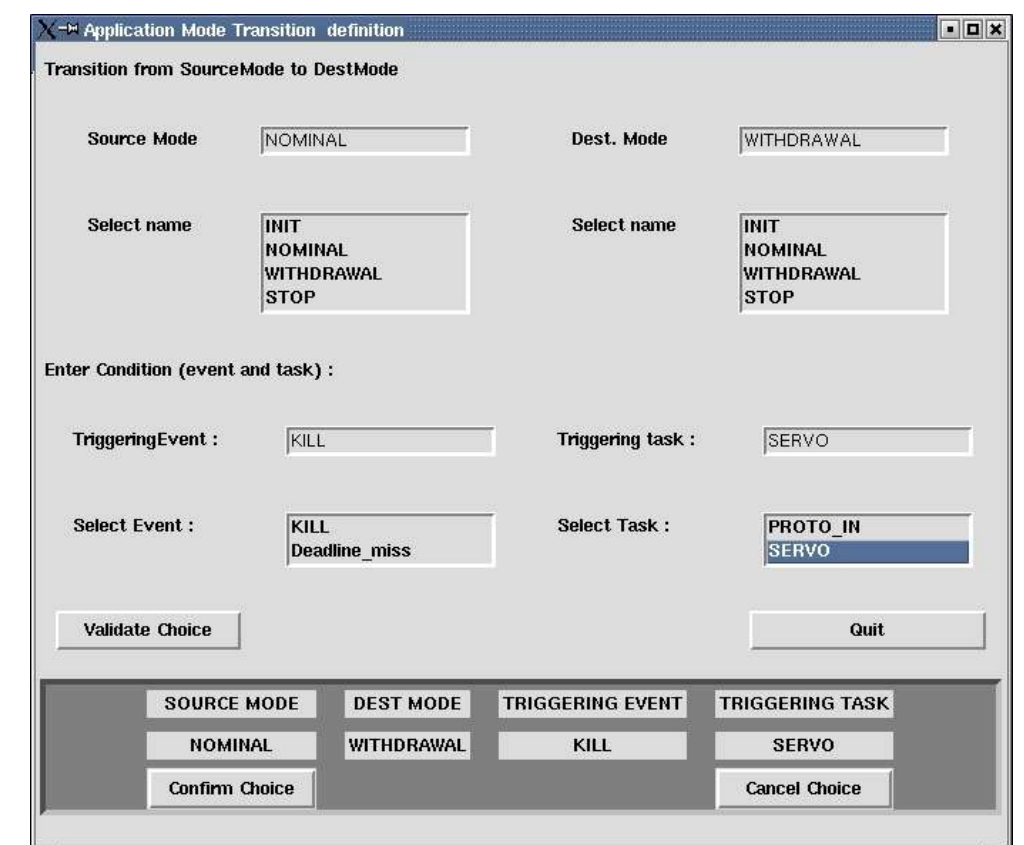 Application Mode Transition definition
Transition from SourceMode to DestMode
Source Mode NOMINAL Dest. Mode WITHDRAWAL
Select name Select name
INIT INIT
NOMINAL NOMINAL
WITHDRAWAL WITHDRAWAL
STOP STOP
Enter Condition (event and task) :
TriggeringEvent : KILL Triggering task : SERVO
Select Event : KILL Select Task : PROTO_IN
Deadline_miss SERVO
Validate Choice Quit
SOURCE MODE DEST MODE TRIGGERING EVENT TRIGGERING TASK
NOMINAL WITHDRAWAL KILL SERVO
Confirm Choice Cancel Choice